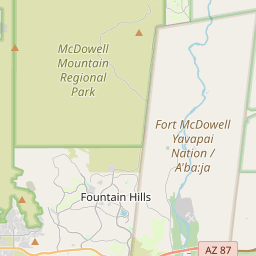 McDowell
Mountain
Regional
Park
Fort McDowell
Yavapai
Nation /
A'ba:ja
Fountain Hills
AZ 87